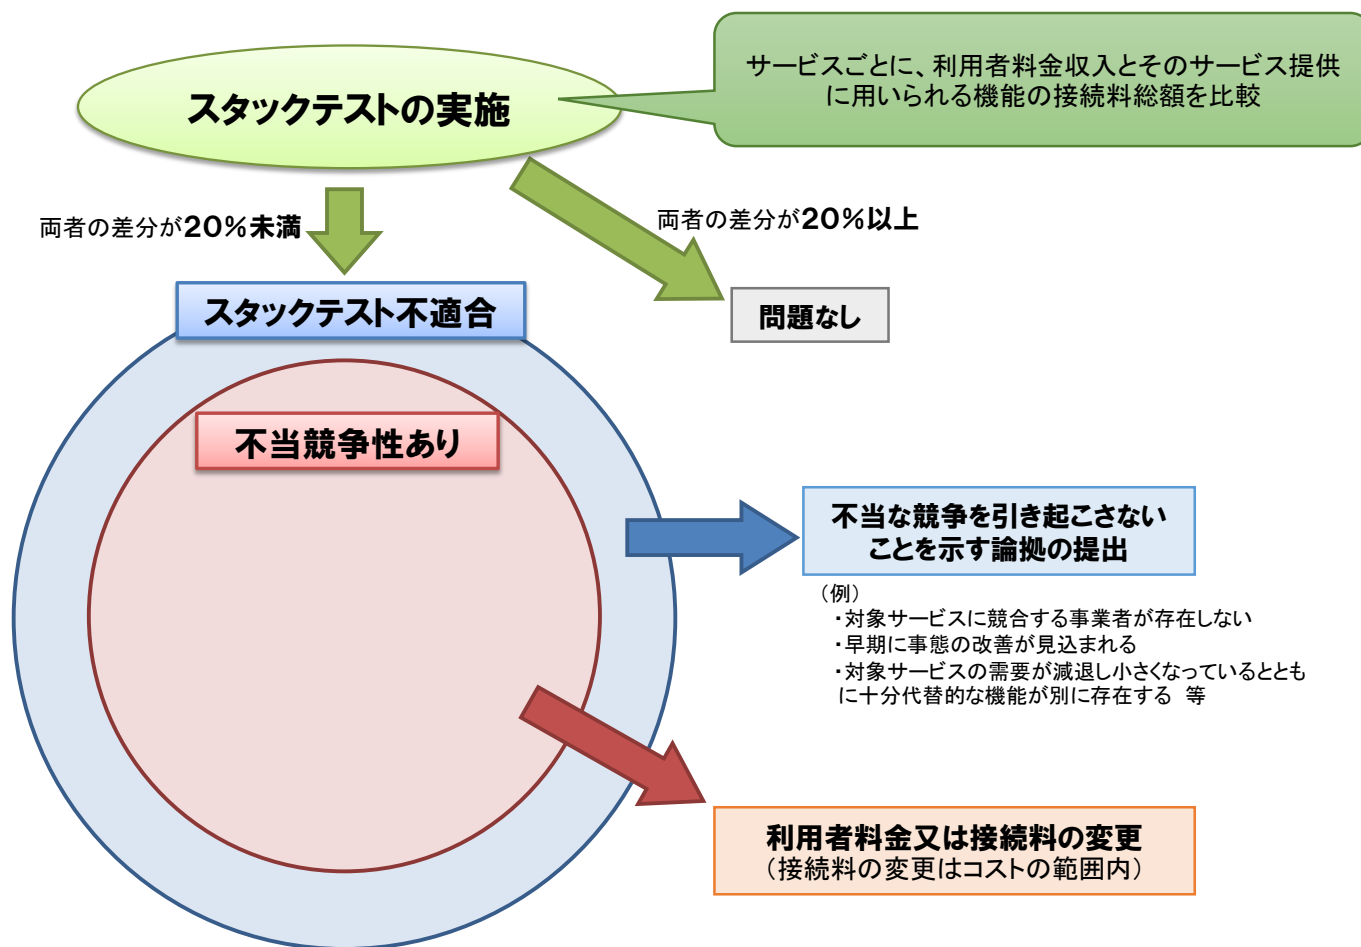 サービスごとに、利用者料金収入とそのサービス提供
に用いられる機能の接続料総額を比較
スタックテストの実施
両者の差分が20%未満
両者の差分が20%以上
スタックテスト不適合
問題なし
不当競争性あり
不当な競争を引き起こさない
ことを示す論拠の提出
（例）
・対象サービスに競合する事業者が存在しない
・早期に事態の改善が見込まれる
・対象サービスの需要が減退し小さくなっているととも
に十分代替的な機能が別に存在する 等
利用者料金又は接続料の変更
（接続料の変更はコストの範囲内）